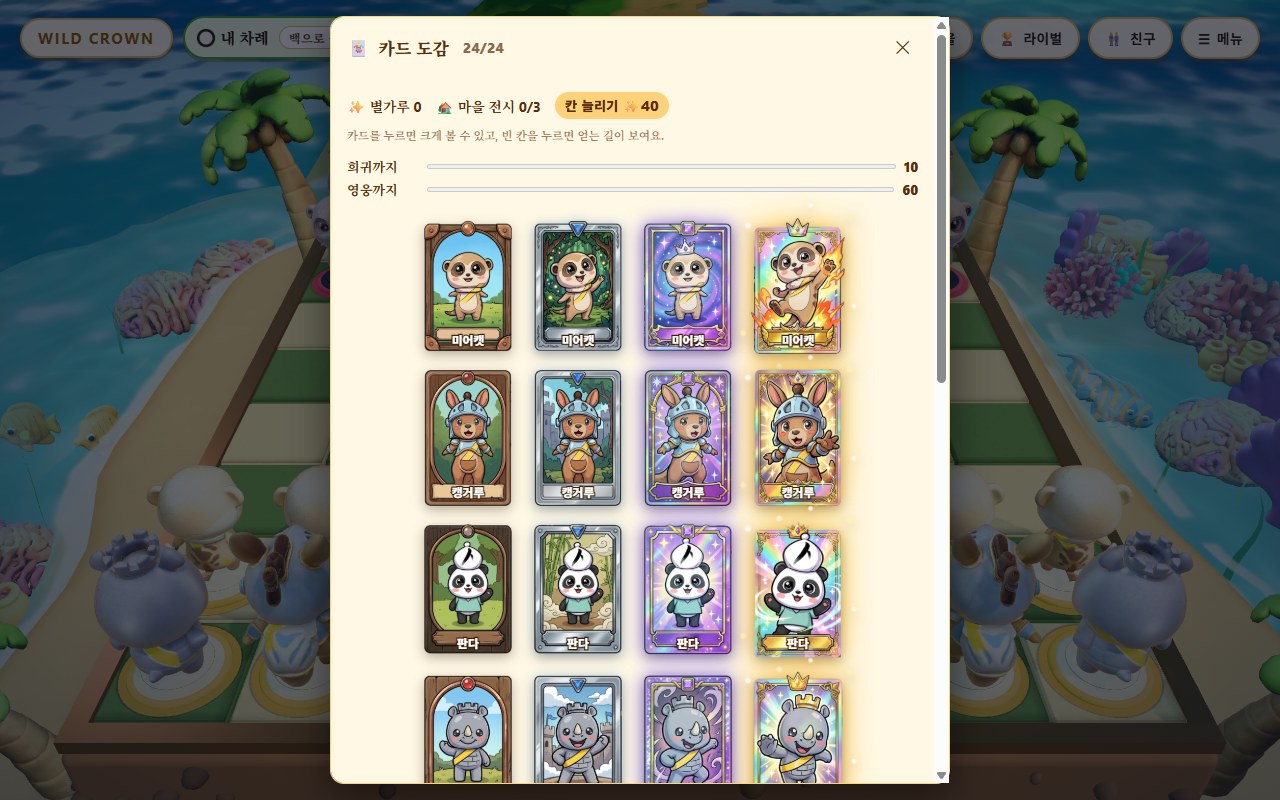 WILD CROWN
내 차례
백으로
라이벌
친구
☰ 메뉴
카드 도감 24/24
별가루 0 마을 전시 0/3 칸 늘리기 40
카드를 누르면 크게 볼 수 있고, 빈 칸을 누르면 얻는 길이 보여요.
희귀까지 10
영웅까지 60
미어캣 미어캣 미어캣 미어캣
캥거루 캥거루 캥거루 캥거루
판다 판다 판다 판다